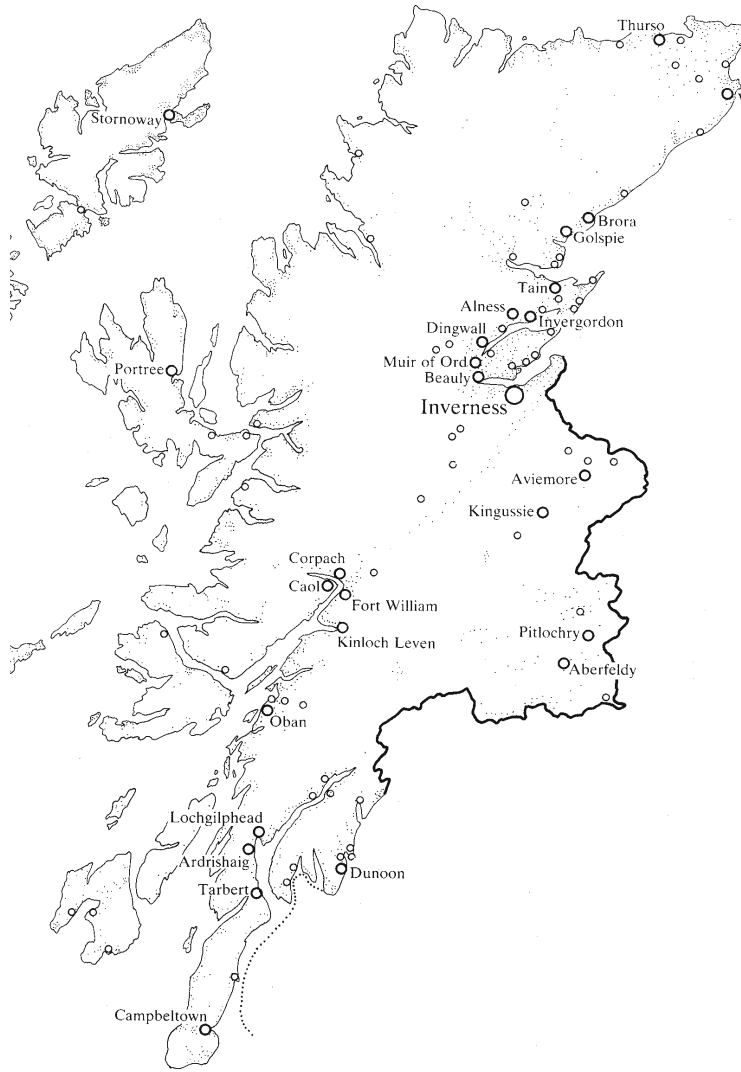 Thurso
Stornoway
Brora
Golspie
Tain
Alness
Invergordon
Dingwall
Muir of Ord
Portree
Beauly
Inverness
Aviemore
Kingussie
Corpach
Caol
Fort William
Pitlochry
Kinloch Leven
Aberfeldy
Oban
Lochgilphead
Ardrishaig
Dunoon
Tarbert
Campbeltown